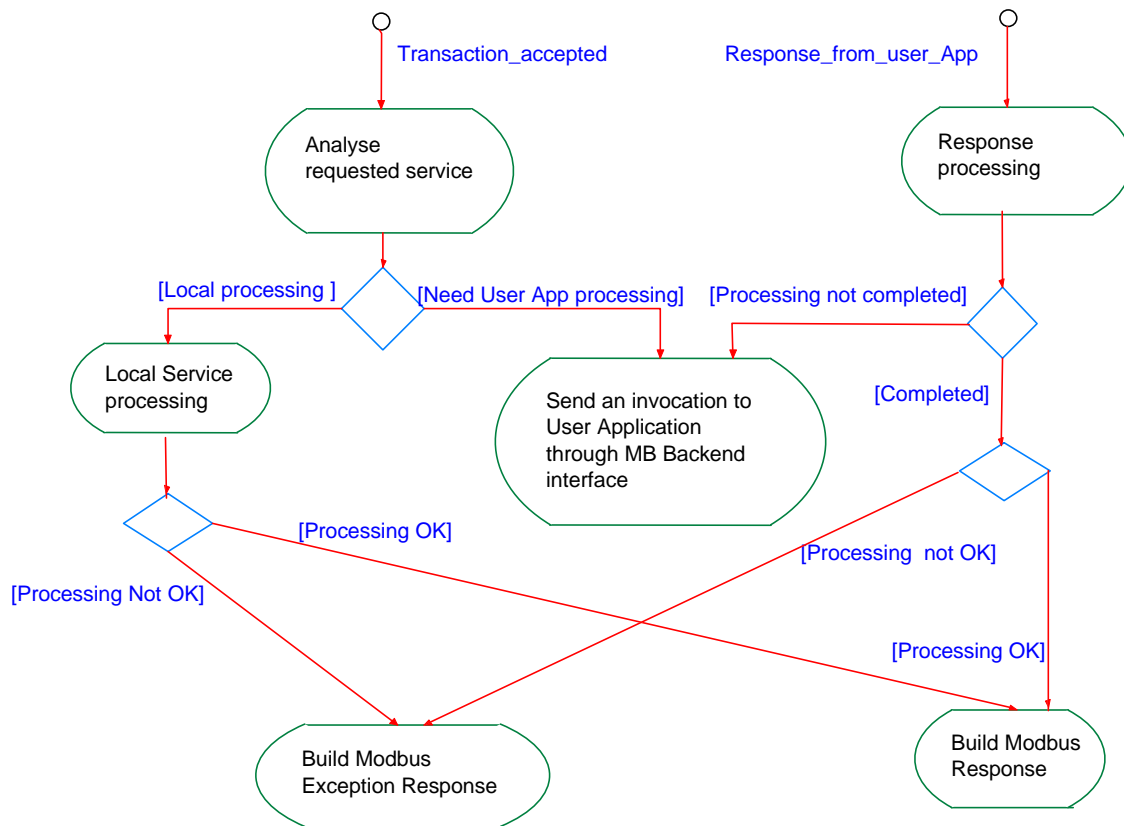 Transaction_accepted
Response_from_user_App
Analyse
requested service
Response
processing
[Local processing ]
[Need User App processing]
[Processing not completed]
Local Service
processing
Send an invocation to
User Application
through MB Backend
interface
[Completed]
[Processing OK]
[Processing  not OK]
[Processing Not OK]
[Processing OK]
Build Modbus
Exception Response
Build Modbus
Response